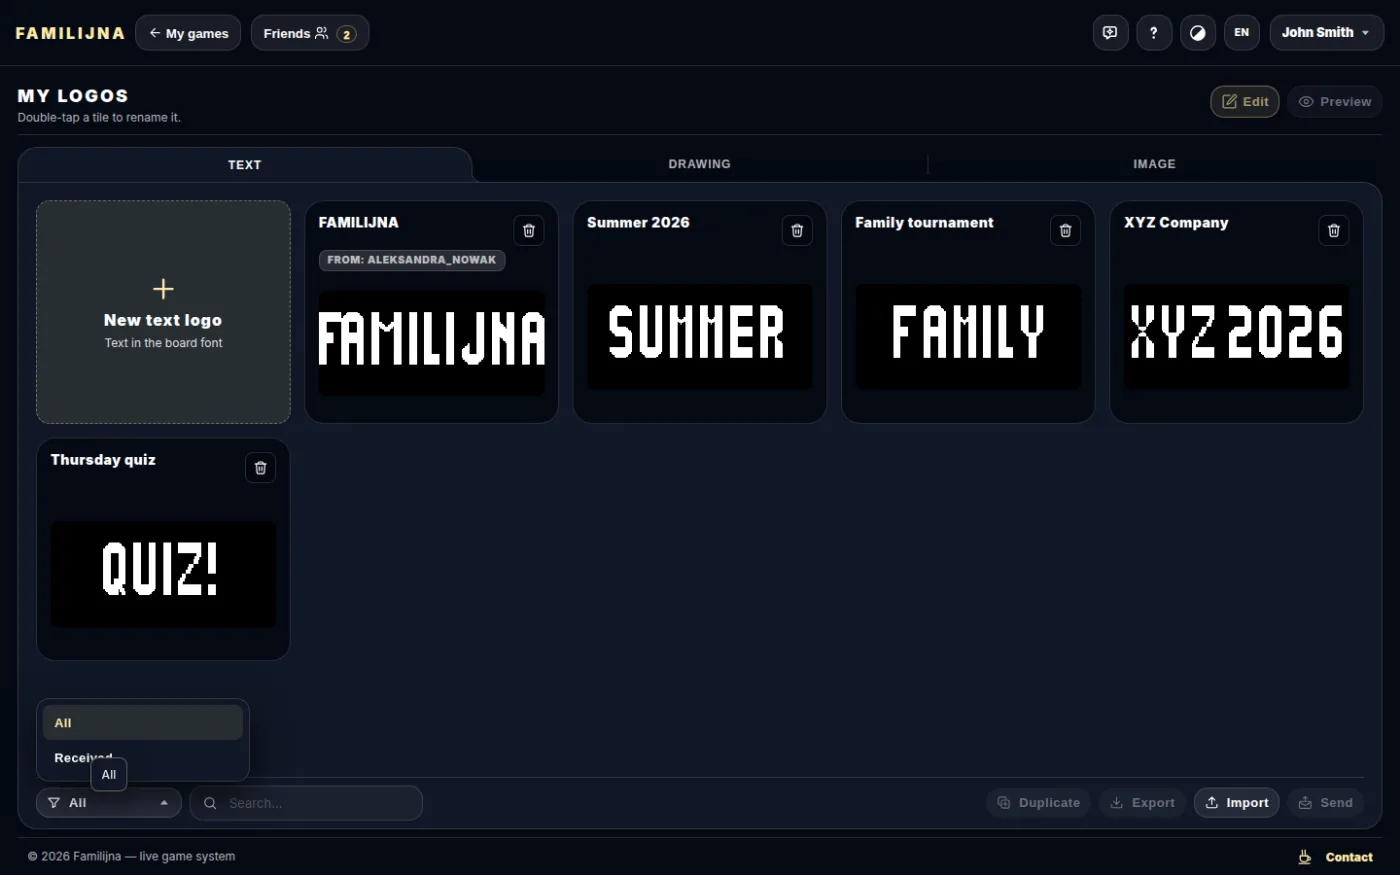 FAMILIJNA
My games
Friends 2
?
EN
John Smith
MY LOGOS
Double-tap a tile to rename it.
Edit
Preview
TEXT
DRAWING
IMAGE
New text logo
Text in the board font
FAMILIJNA
FROM: ALEKSANDRA_NOWAK
FAMILIJNA
Summer 2026
SUMMER
Family tournament
FAMILY
XYZ Company
XYZ 2026
Thursday quiz
QUIZ!
All
Received
All
All
Search...
Duplicate
Export
Import
Send
© 2026 Familijna — live game system
Contact